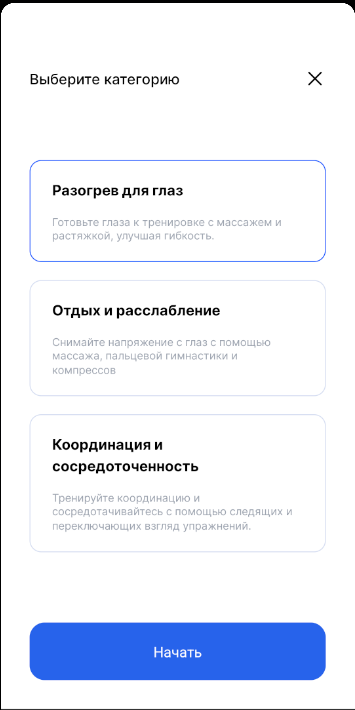 Выберите категорию
Разогрев для глаз
Готовьте глаза к тренировке с массажем и
растяжкой, улучшая гибкость.
Отдых и расслабление
Снимайте напряжение с глаз с помощью
массажа, пальцевой гимнастики и
компрессов
Координация и
сосредоточенность
Тренируйте координацию и
сосредотачивайтесь с помощью следящих и
переключающих взгляд упражнений.
Начать